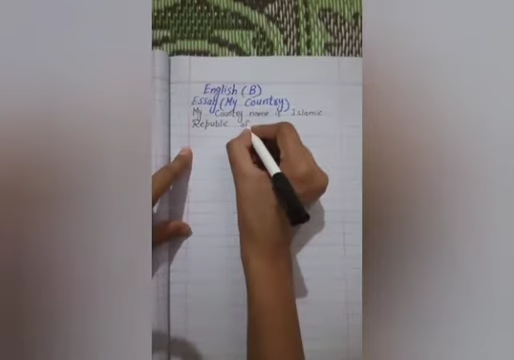 English (B)
Essay (My Country)
My Country name is Islamic
Republic of